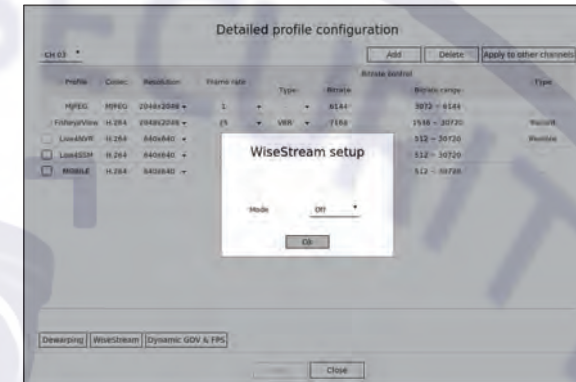 Detailed profile configuration
CH 03
Add Delete Apply to other channels
Bitrate control
Profile Codec Resolution Frame rate Type Bitrate Bitrate range Type
MJPEG MJPEG 2048x2048 1 6144 3072 ~ 6144
FisheyeView H.264 2048x2048 15 VBR 7168 1536 ~ 30720 Record
Live4NVR H.264 640x640 512 ~ 30720 Remote
Live4SSM H.264 640x640 512 ~ 30720
MOBILE H.264 640x640 512 ~ 30720
WiseStream setup
Mode Off
OK
Dewarping WiseStream Dynamic GOV & FPS
Close